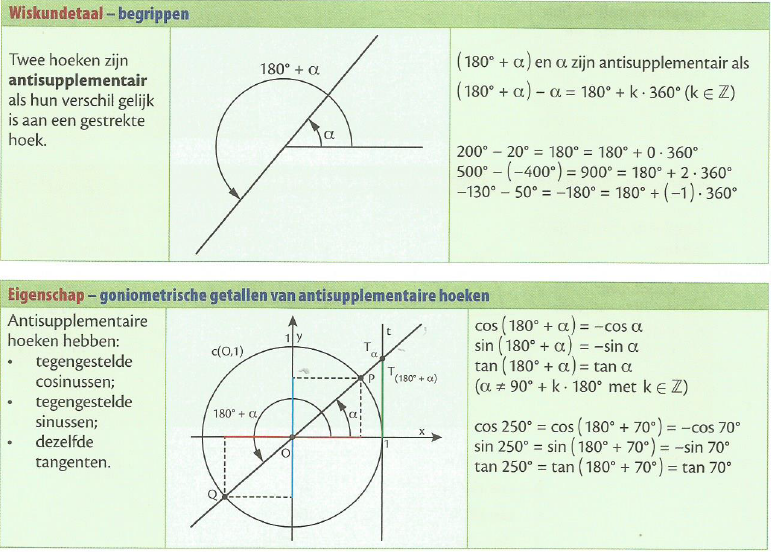 Wiskundetaal – begrippen
Twee hoeken zijn
antisupplementair
als hun verschil gelijk
is aan een gestrekte
hoek.
180° + α
α
(180° + α) en α zijn antisupplementair als
(180° + α) – α = 180° + k · 360° (k ∈ ℤ)
200° – 20° = 180° = 180° + 0 · 360°
500° – (–400°) = 900° = 180° + 2 · 360°
–130° – 50° = –180° = 180° + (–1) · 360°
Eigenschap – goniometrische getallen van antisupplementaire hoeken
Antisupplementaire
hoeken hebben:
• tegengestelde
cosinussen;
• tegengestelde
sinussen;
• dezelfde
tangenten.
1 y
t
c(O,1)
Tα
P
T(180° + α)
180° + α
α
x
O
1
Q
cos (180° + α) = –cos α
sin (180° + α) = –sin α
tan (180° + α) = tan α
(α ≠ 90° + k · 180° met k ∈ ℤ)
cos 250° = cos (180° + 70°) = –cos 70°
sin 250° = sin (180° + 70°) = –sin 70°
tan 250° = tan (180° + 70°) = tan 70°